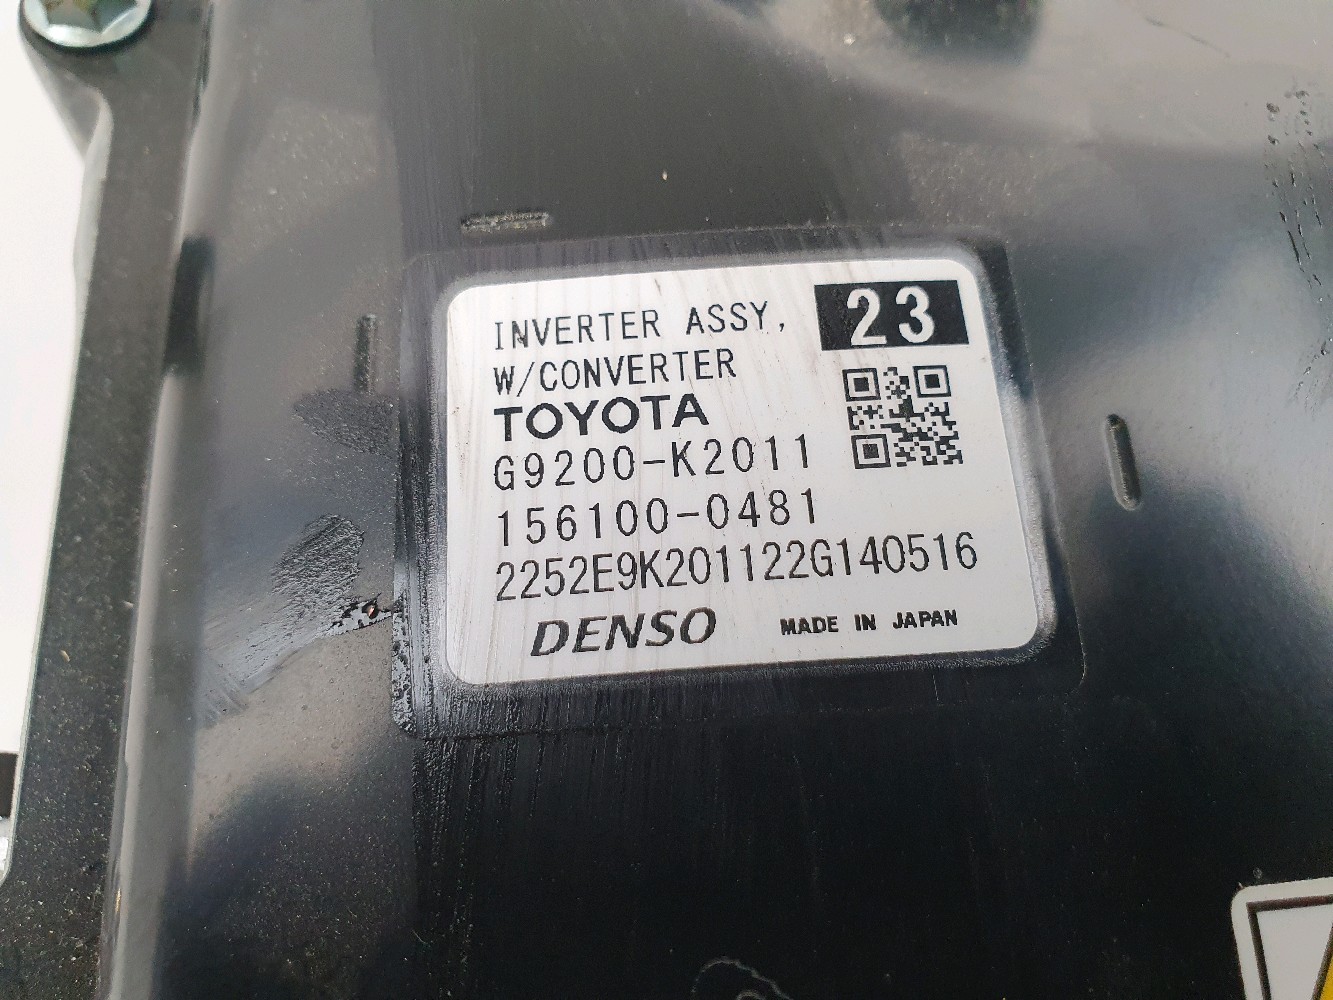 INVERTER ASSY, 23
W/CONVERTER
TOYOTA
G9200-K2011
156100-0481
2252E9K201122G140516
DENSO MADE IN JAPAN